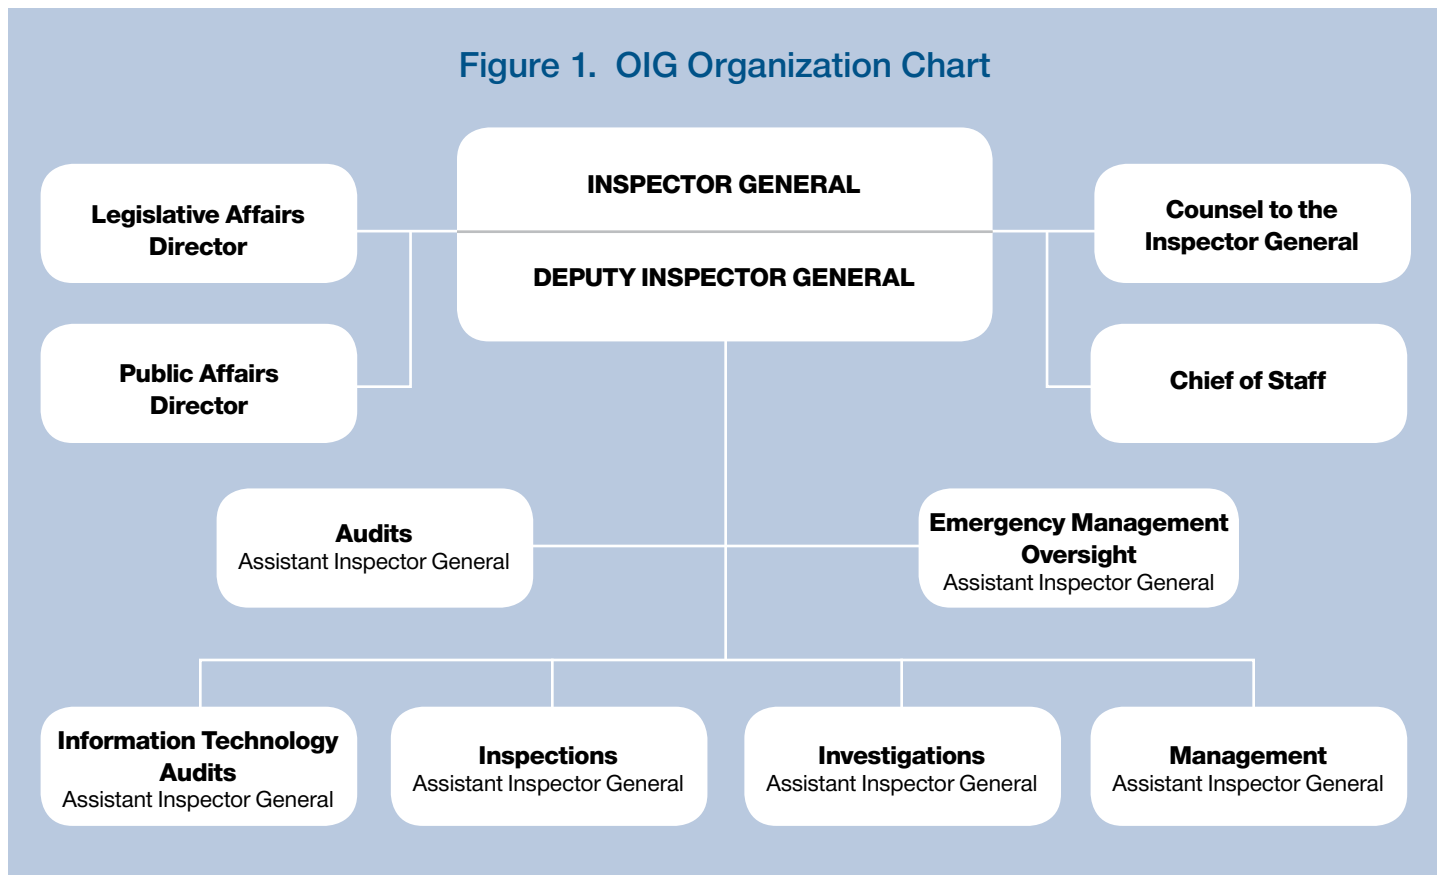 Figure 1.  OIG Organization Chart
INSPECTOR GENERAL
DEPUTY INSPECTOR GENERAL
Legislative Affairs
Director
Public Affairs
Director
Counsel to the
Inspector General
Chief of Staff
Audits
Assistant Inspector General
Emergency Management
Oversight
Assistant Inspector General
Information Technology
Audits
Assistant Inspector General
Inspections
Assistant Inspector General
Investigations
Assistant Inspector General
Management
Assistant Inspector General